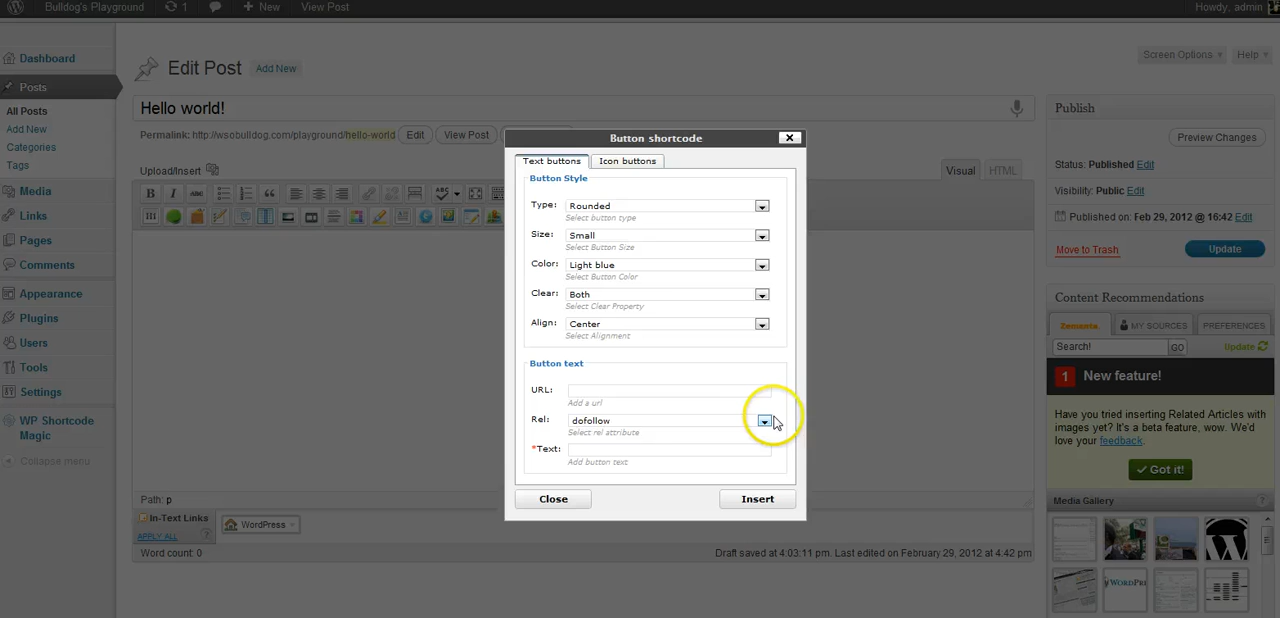 Bulldog's Playground 1 + New View Post Howdy, admin
Dashboard
Posts
All Posts
Add New
Categories
Tags
Media
Links
Pages
Comments
Appearance
Plugins
Users
Tools
Settings
WP Shortcode
Magic
Collapse menu
Screen Options Help
Edit Post Add New
Hello world!
Permalink: http://wsobulldog.com/playground/hello-world Edit View Post
Upload/Insert
Visual HTML
B I ABC ABC
Path: p
In-Text Links
APPLY ALL ?
WordPress
Word count: 0
Draft saved at 4:03:11 pm. Last edited on February 29, 2012 at 4:42 pm
Button shortcode X
Text buttons Icon buttons
Button Style
Type: Rounded
Select button type
Size: Small
Select Button Size
Color: Light blue
Select Button Color
Clear: Both
Select Clear Property
Align: Center
Select Alignment
Button text
URL:
Add a url
Rel: dofollow
Select rel attribute
*Text:
Add button text
Close Insert
Publish
Preview Changes
Status: Published Edit
Visibility: Public Edit
Published on: Feb 29, 2012 @ 16:42 Edit
Move to Trash Update
Content Recommendations
Zemanta MY SOURCES PREFERENCES
Search! GO Update
1 New feature!
Have you tried inserting Related Articles with
images yet? It's a beta feature, wow. We'd
love your feedback.
✓ Got it!
Media Gallery ?
WORDPR